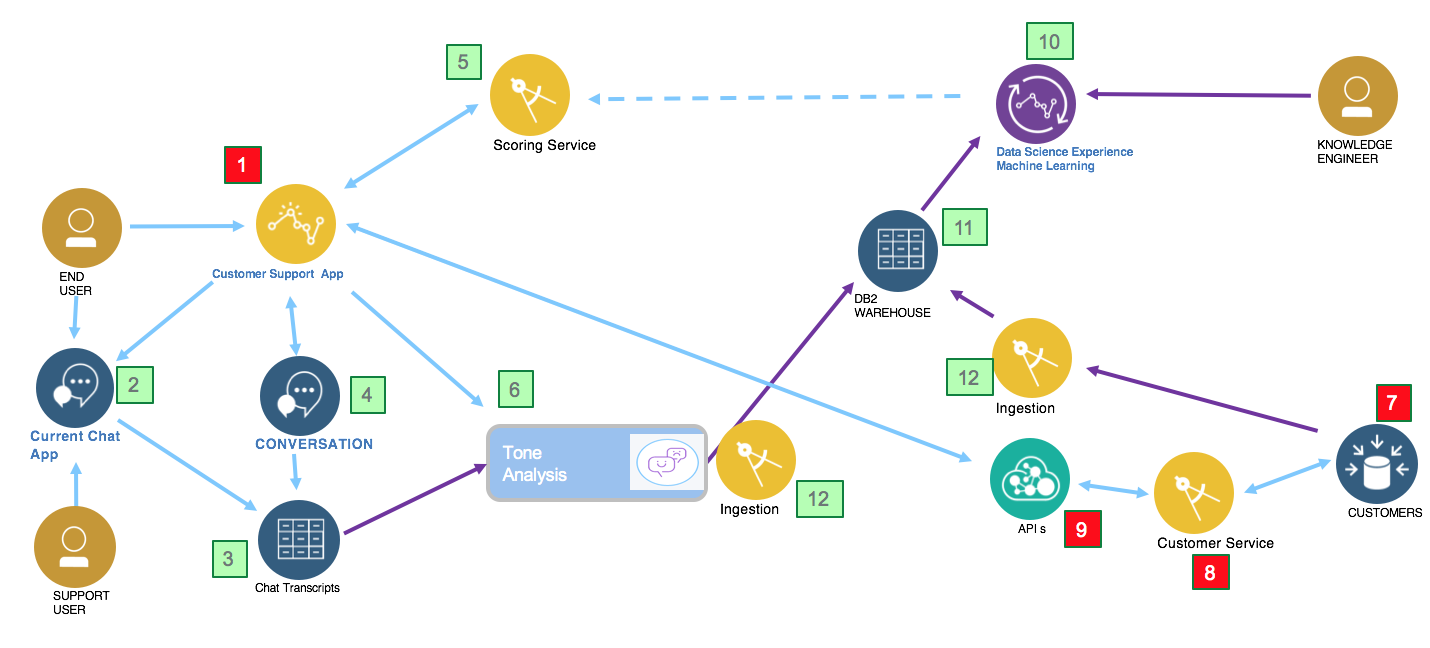 10
5
Scoring Service
Data Science Experience
Machine Learning
KNOWLEDGE
ENGINEER
1
11
END
USER
Customer Support App
DB2
WAREHOUSE
2
4
6
12
Ingestion
7
Current Chat
App
CONVERSATION
Tone
Analysis
Ingestion
12
API s
9
Customer Service
8
CUSTOMERS
3
Chat Transcripts
SUPPORT
USER